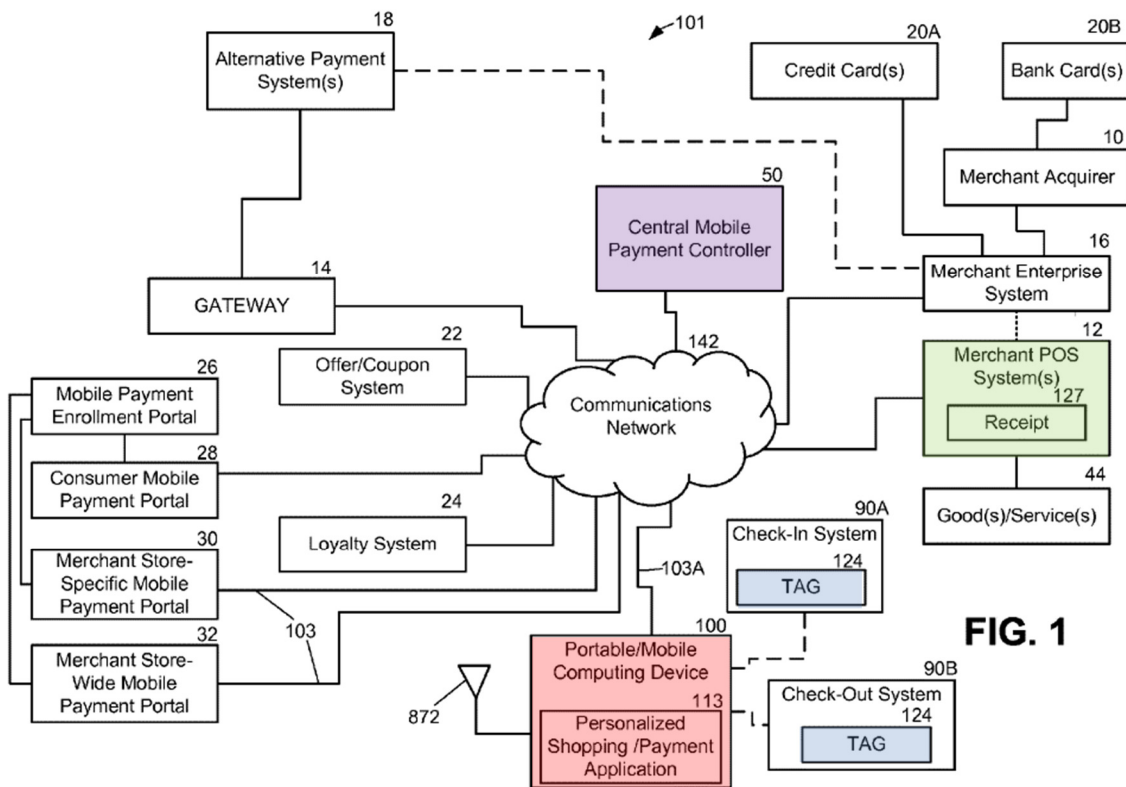 18
Alternative Payment
System(s)
101
20A
Credit Card(s)
20B
Bank Card(s)
10
Merchant Acquirer
50
Central Mobile
Payment Controller
16
Merchant Enterprise
System
14
GATEWAY
142
Communications
Network
12
Merchant POS
System(s)
127
Receipt
22
Offer/Coupon
System
26
Mobile Payment
Enrollment Portal
28
Consumer Mobile
Payment Portal
44
Good(s)/Service(s)
24
Loyalty System
30
Merchant Store-
Specific Mobile
Payment Portal
103
32
Merchant Store-
Wide Mobile
Payment Portal
103A
90A
Check-In System
124
TAG
FIG. 1
100
Portable/Mobile
Computing Device
113
Personalized
Shopping /Payment
Application
872
90B
Check-Out System
124
TAG